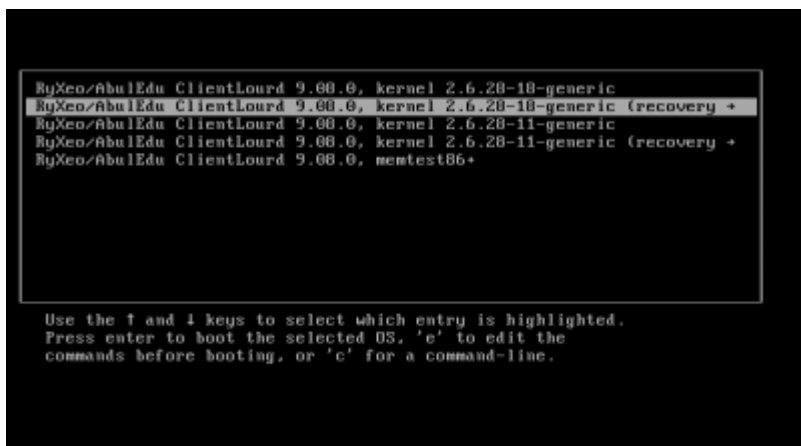 RyXeo/AbulEdu ClientLourd 9.08.0, kernel 2.6.28-18-generic
RyXeo/AbulEdu ClientLourd 9.08.0, kernel 2.6.28-18-generic (recovery →
RyXeo/AbulEdu ClientLourd 9.08.0, kernel 2.6.28-11-generic
RyXeo/AbulEdu ClientLourd 9.08.0, kernel 2.6.28-11-generic (recovery →
RyXeo/AbulEdu ClientLourd 9.08.0, memtest86+
Use the ↑ and ↓ keys to select which entry is highlighted.
Press enter to boot the selected OS, 'e' to edit the
commands before booting, or 'c' for a command-line.